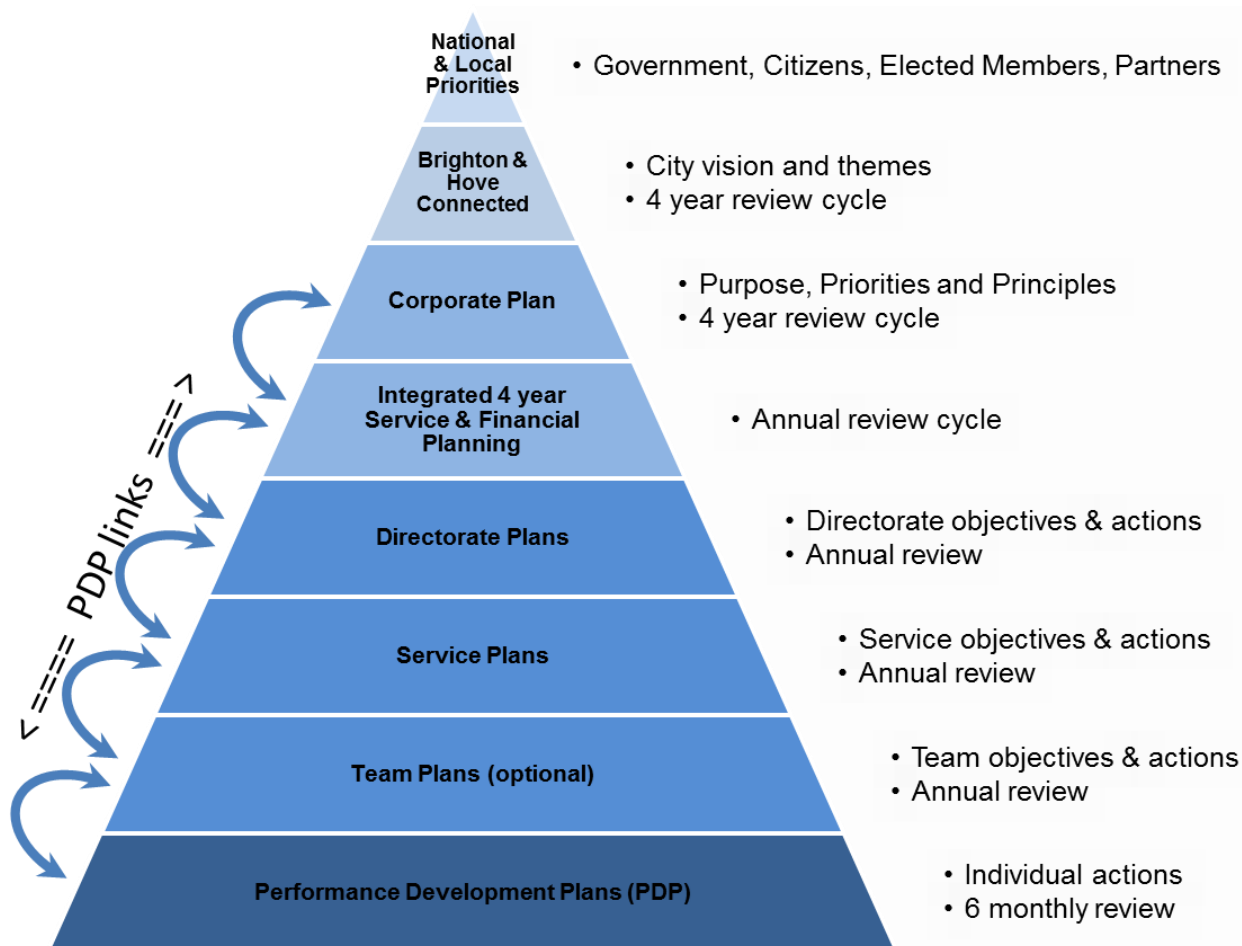 National
& Local
Priorities
• Government, Citizens, Elected Members, Partners
Brighton &
Hove
Connected
• City vision and themes
• 4 year review cycle
Corporate Plan
• Purpose, Priorities and Principles
• 4 year review cycle
Integrated 4 year
Service & Financial
Planning
• Annual review cycle
Directorate Plans
• Directorate objectives & actions
• Annual review
Service Plans
• Service objectives & actions
• Annual review
Team Plans (optional)
• Team objectives & actions
• Annual review
Performance Development Plans (PDP)
• Individual actions
• 6 monthly review
< ==== PDP links ==== >